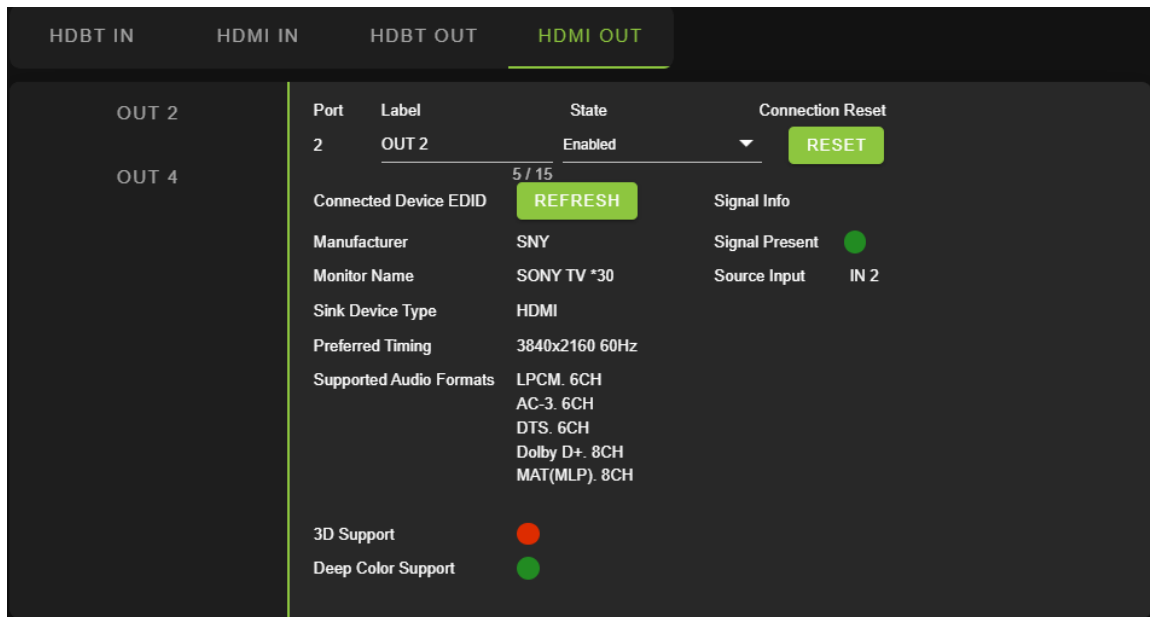 HDBT IN HDMI IN HDBT OUT HDMI OUT
OUT 2
OUT 4
Port Label State Connection Reset
2 OUT 2 Enabled RESET
5 / 15
Connected Device EDID REFRESH Signal Info
Manufacturer SNY Signal Present
Monitor Name SONY TV *30 Source Input IN 2
Sink Device Type HDMI
Preferred Timing 3840x2160 60Hz
Supported Audio Formats LPCM. 6CH
AC-3. 6CH
DTS. 6CH
Dolby D+. 8CH
MAT(MLP). 8CH
3D Support
Deep Color Support